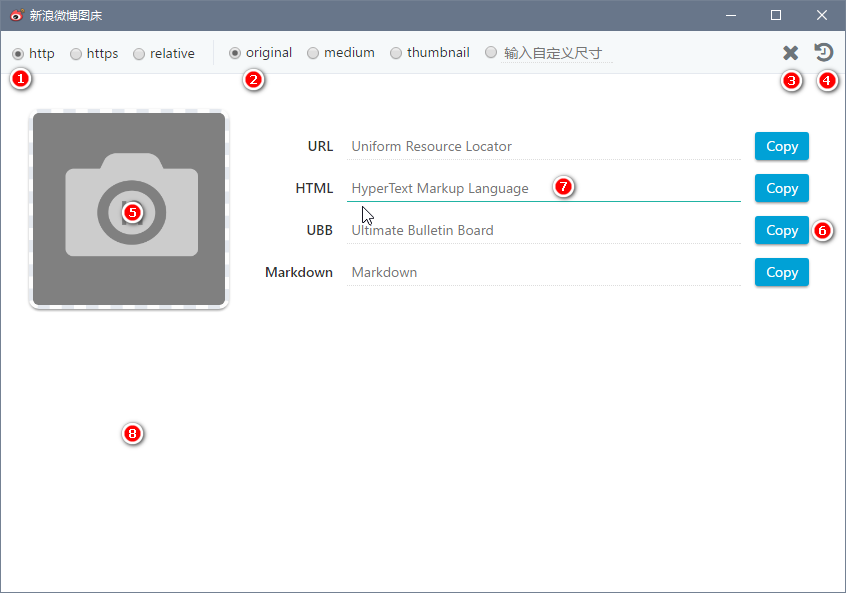 新浪微博图床
http https relative original medium thumbnail 输入自定义尺寸
1 2 3 4
URL Uniform Resource Locator Copy
HTML HyperText Markup Language 7 Copy
5
UBB Ultimate Bulletin Board Copy 6
Markdown Markdown Copy
8